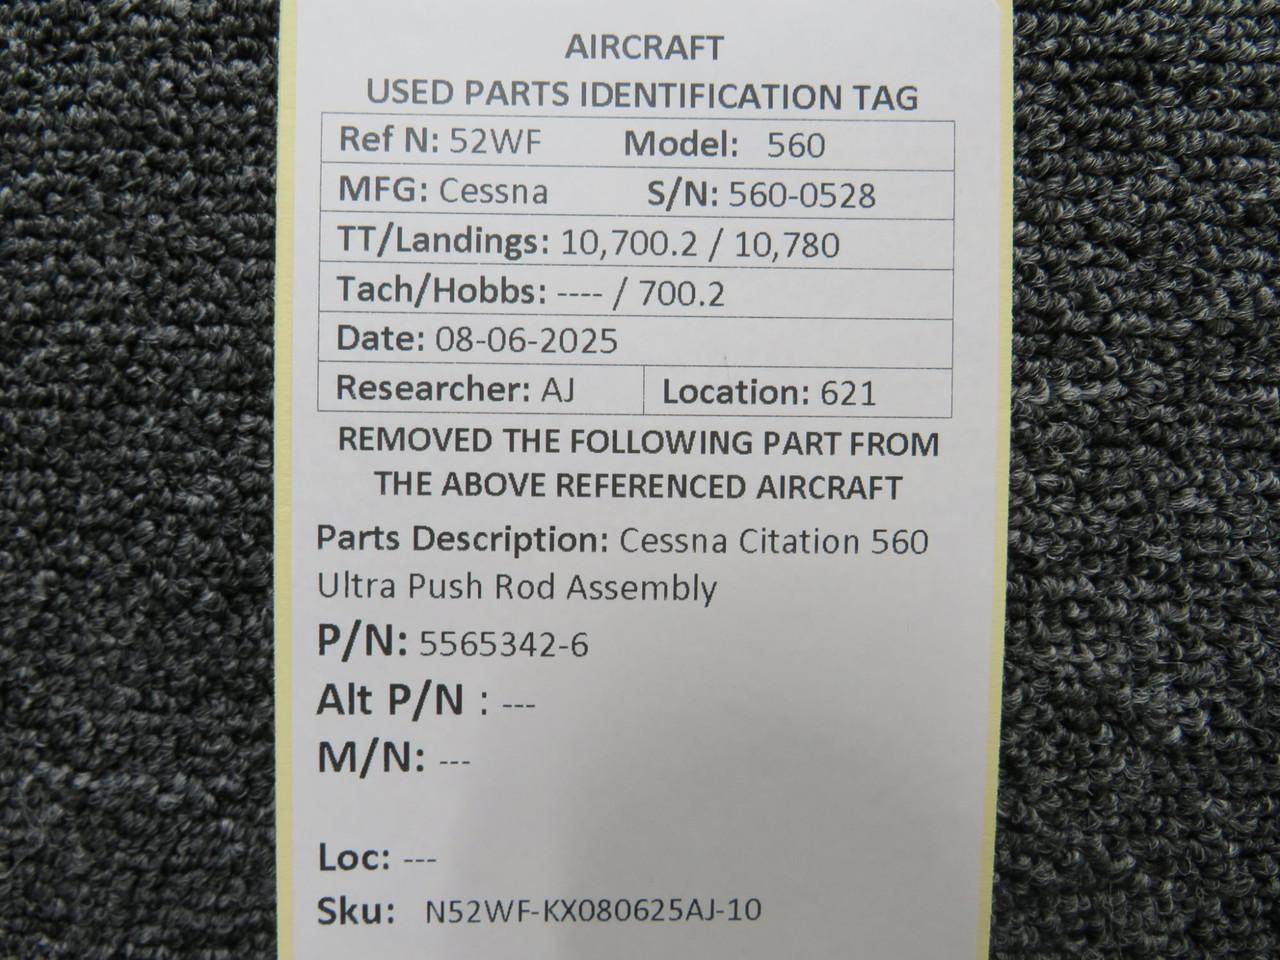 AIRCRAFT
USED PARTS IDENTIFICATION TAG
Ref N: 52WF Model: 560
MFG: Cessna S/N: 560-0528
TT/Landings: 10,700.2 / 10,780
Tach/Hobbs: ---- / 700.2
Date: 08-06-2025
Researcher: AJ Location: 621
REMOVED THE FOLLOWING PART FROM
THE ABOVE REFERENCED AIRCRAFT
Parts Description: Cessna Citation 560
Ultra Push Rod Assembly
P/N: 5565342-6
Alt P/N : ---
M/N: ---
Loc: ---
Sku: N52WF-KX080625AJ-10